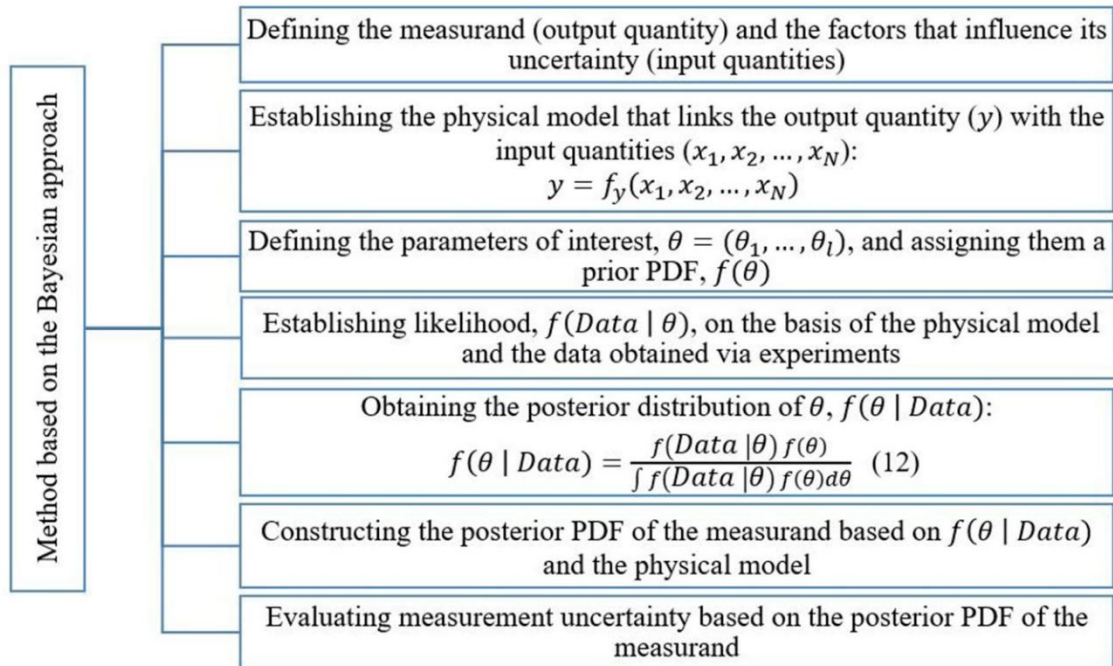 Method based on the Bayesian approach
Defining the measurand (output quantity) and the factors that influence its
uncertainty (input quantities)
Establishing the physical model that links the output quantity (y) with the
input quantities (x₁, x₂, ..., x_N):
y = f_y(x₁, x₂, ..., x_N)
Defining the parameters of interest, θ = (θ₁, ..., θ_l), and assigning them a
prior PDF, f(θ)
Establishing likelihood, f(Data | θ), on the basis of the physical model
and the data obtained via experiments
Obtaining the posterior distribution of θ, f(θ | Data):
f(θ | Data) = f(Data |θ) f(θ) / ∫ f(Data |θ) f(θ)dθ (12)
Constructing the posterior PDF of the measurand based on f(θ | Data)
and the physical model
Evaluating measurement uncertainty based on the posterior PDF of the
measurand